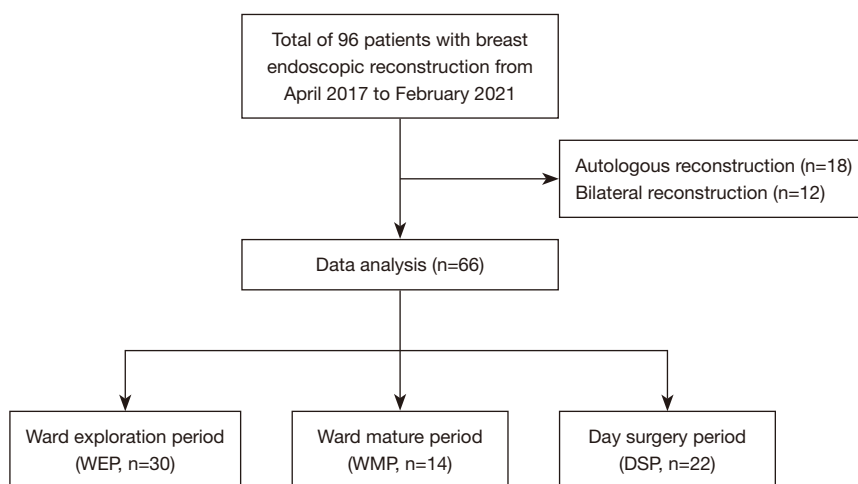 Total of 96 patients with breast
endoscopic reconstruction from
April 2017 to February 2021
Autologous reconstruction (n=18)
Bilateral reconstruction (n=12)
Data analysis (n=66)
Ward exploration period
(WEP, n=30)
Ward mature period
(WMP, n=14)
Day surgery period
(DSP, n=22)